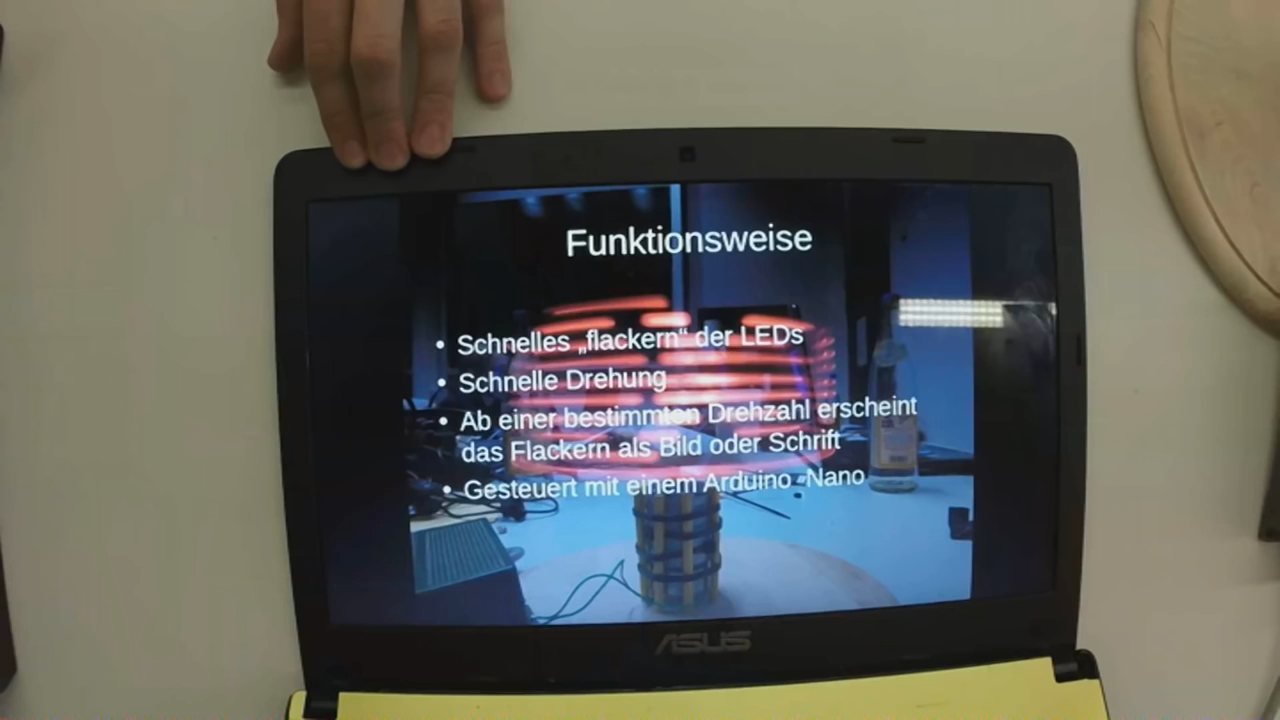 Funktionsweise
• Schnelles „flackern“ der LEDs
• Schnelle Drehung
• Ab einer bestimmten Drehzahl erscheint
das Flackern als Bild oder Schrift
• Gesteuert mit einem Arduino Nano
ASUS